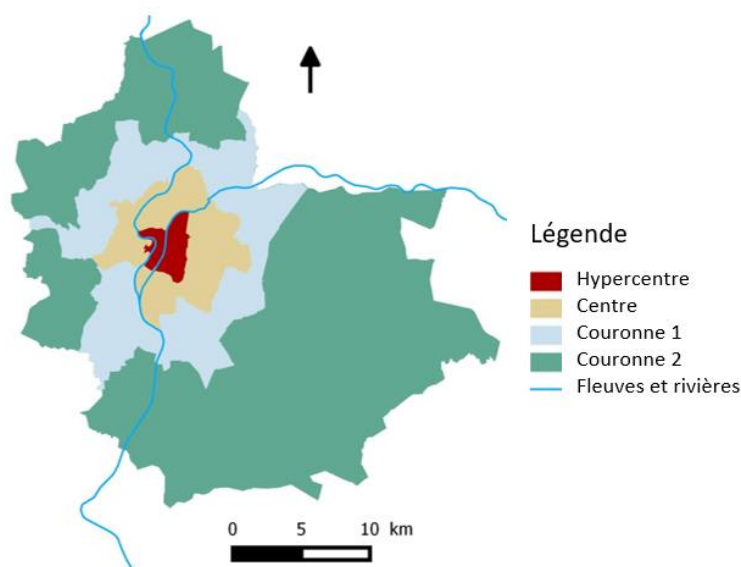 Légende
Hypercentre
Centre
Couronne 1
Couronne 2
Fleuves et rivières
0 5 10 km